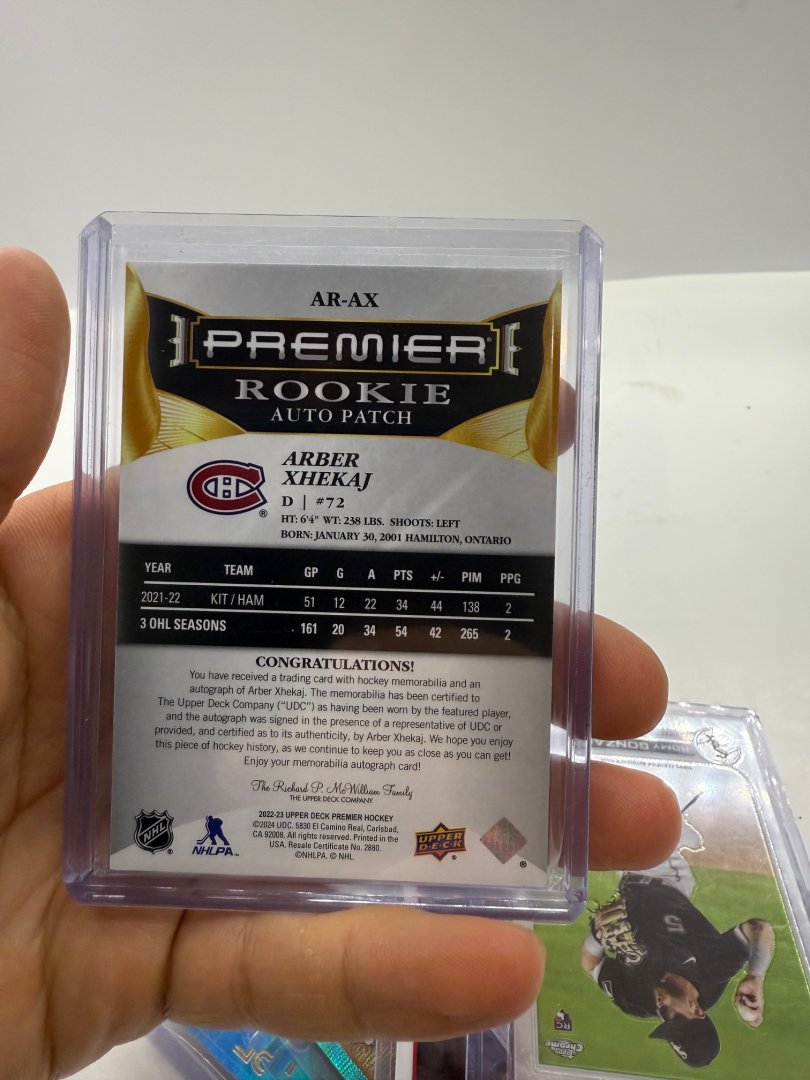 AR-AX
PREMIER
ROOKIE
AUTO PATCH
ARBER
XHEKAJ
D | #72
HT: 6'4" WT: 238 LBS. SHOOTS: LEFT
BORN: JANUARY 30, 2001 HAMILTON, ONTARIO
YEAR TEAM GP G A PTS +/- PIM PPG
2021-22 KIT / HAM 51 12 22 34 44 138 2
3 OHL SEASONS 161 20 34 54 42 265 2
CONGRATULATIONS!
You have received a trading card with hockey memorabilia and an
autograph of Arber Xhekaj. The memorabilia has been certified to
The Upper Deck Company ("UDC") as having been worn by the featured player,
and the autograph was signed in the presence of a representative of UDC or
provided, and certified as to its authenticity, by Arber Xhekaj. We hope you enjoy
this piece of hockey history, as we continue to keep you as close as you can get!
Enjoy your memorabilia autograph card!
The Richard P. McWilliam Family
THE UPPER DECK COMPANY
2022-23 UPPER DECK PREMIER HOCKEY
©2024 UDC. 5830 El Camino Real, Carlsbad,
CA 92008. All rights reserved. Printed in the
USA. Resale Certificate No. 2880.
©NHLPA. © NHL.
NHL
NHLPA
UPPER
D·E·C·K
®
OMY GONZA
5
RC
Topps
Chrome